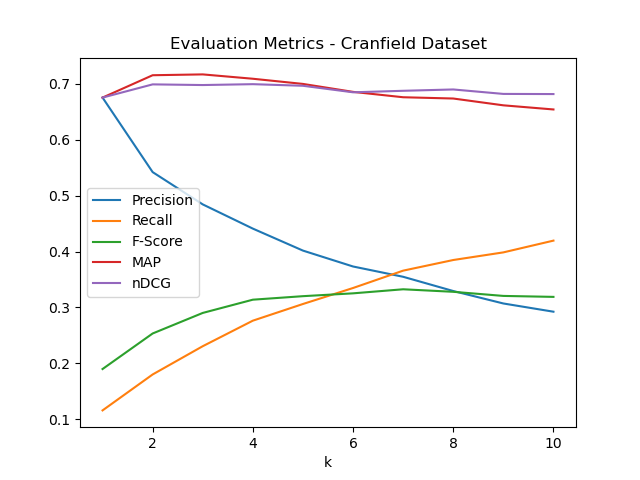 Evaluation Metrics - Cranfield Dataset
0.7
0.6
0.5
0.4
0.3
0.2
0.1
Precision
Recall
F-Score
MAP
nDCG
2 4 6 8 10
k